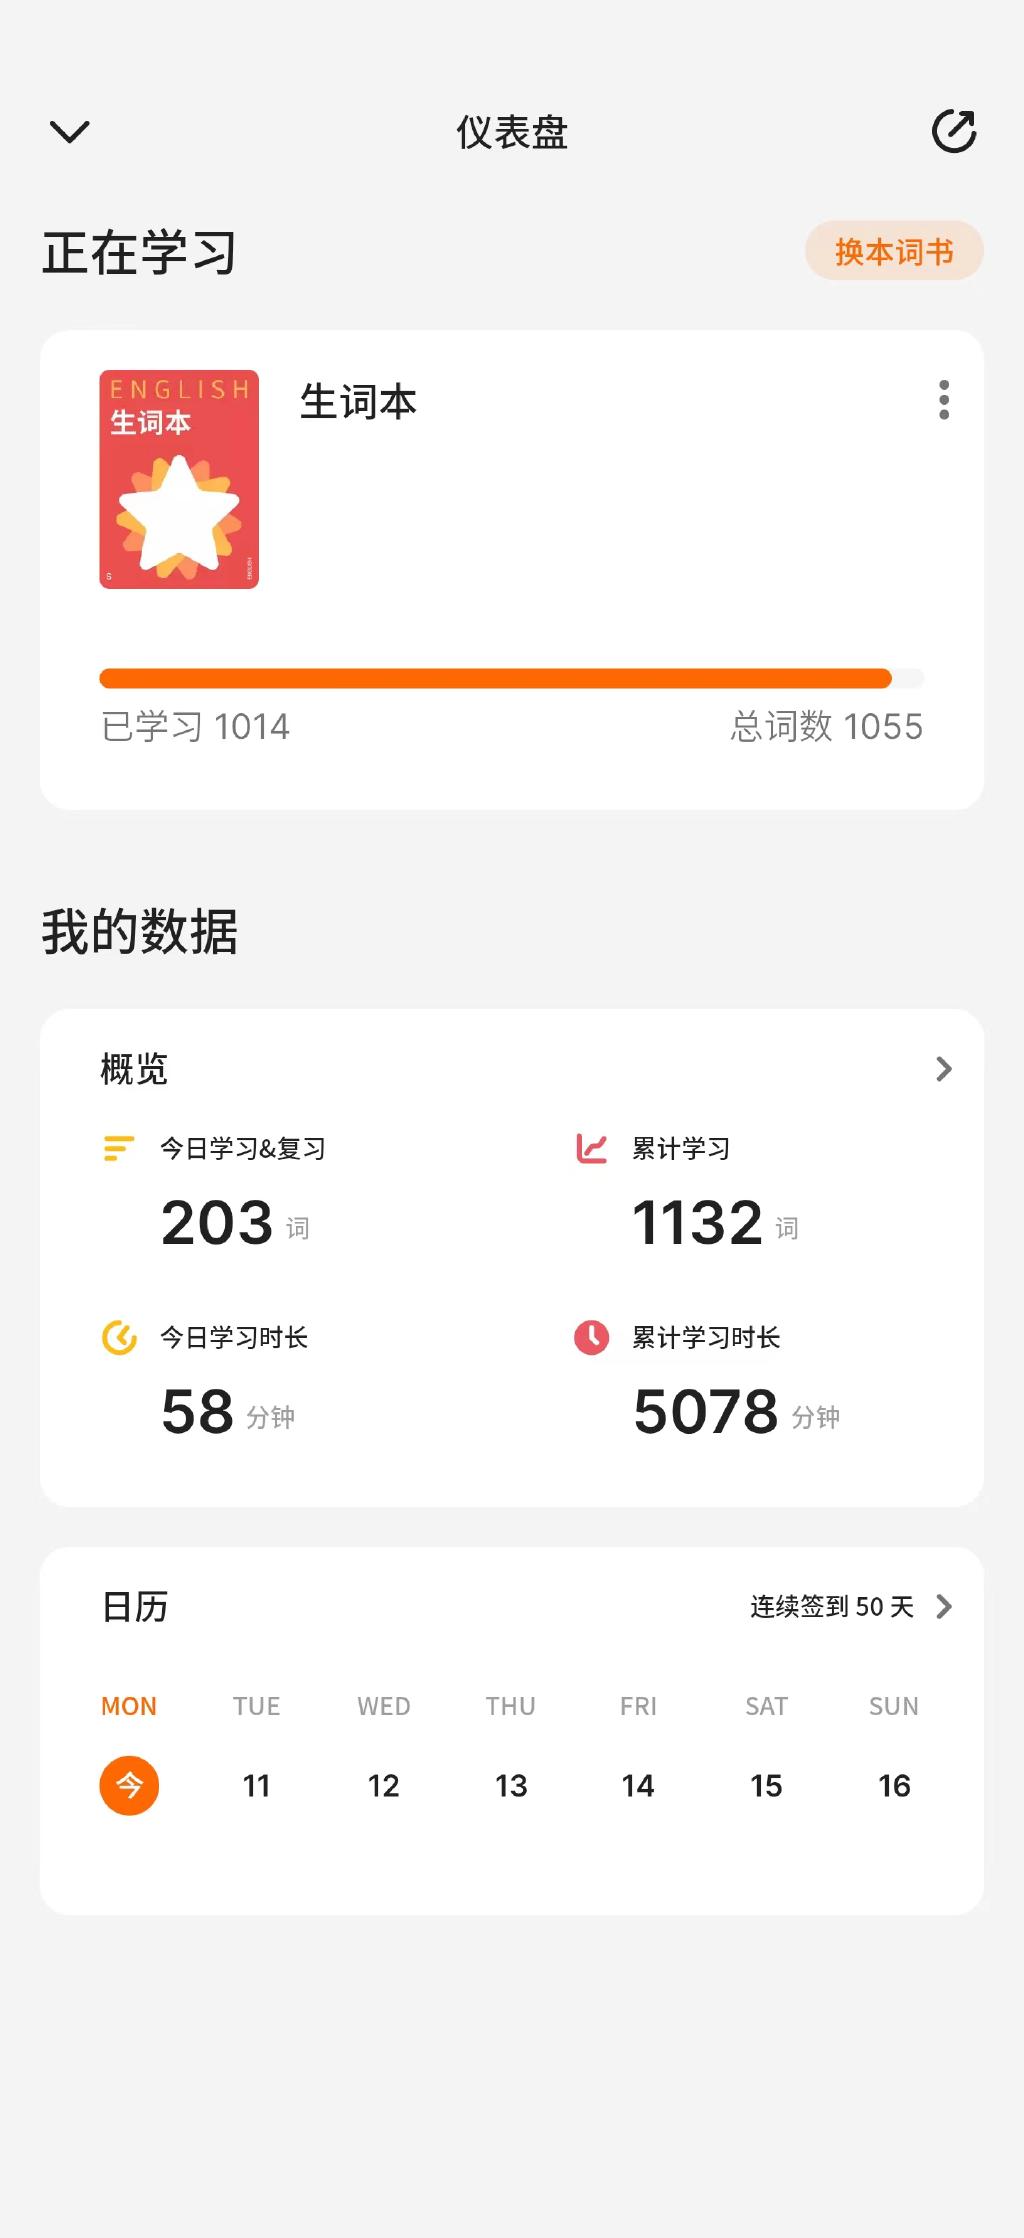 仪表盘
正在学习
换本词书
ENGLISH
生词本
生词本
已学习 1014
总词数 1055
我的数据
概览
今日学习&复习
累计学习
203 词
1132 词
今日学习时长
累计学习时长
58 分钟
5078 分钟
日历
连续签到 50 天
MON TUE WED THU FRI SAT SUN
今 11 12 13 14 15 16